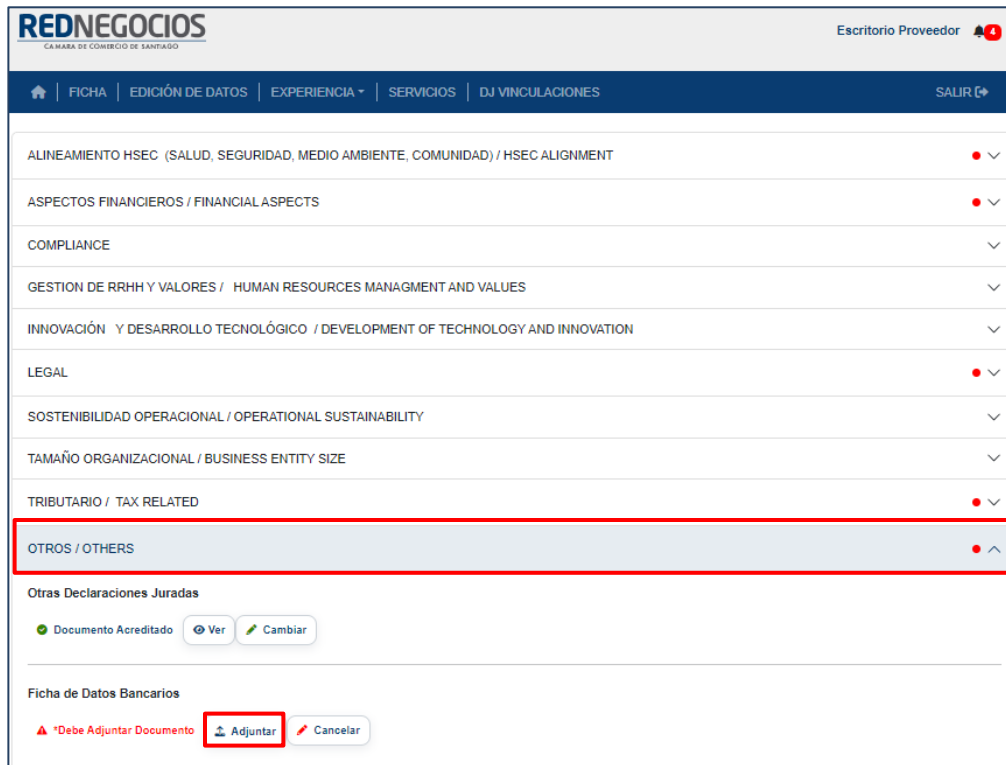 REDNEGOCIOS
CAMARA DE COMERCIO DE SANTIAGO
Escritorio Proveedor 4
FICHA EDICIÓN DE DATOS EXPERIENCIA SERVICIOS DJ VINCULACIONES SALIR
ALINEAMIENTO HSEC (SALUD, SEGURIDAD, MEDIO AMBIENTE, COMUNIDAD) / HSEC ALIGNMENT
ASPECTOS FINANCIEROS / FINANCIAL ASPECTS
COMPLIANCE
GESTION DE RRHH Y VALORES / HUMAN RESOURCES MANAGMENT AND VALUES
INNOVACIÓN Y DESARROLLO TECNOLÓGICO / DEVELOPMENT OF TECHNOLOGY AND INNOVATION
LEGAL
SOSTENIBILIDAD OPERACIONAL / OPERATIONAL SUSTAINABILITY
TAMAÑO ORGANIZACIONAL / BUSINESS ENTITY SIZE
TRIBUTARIO / TAX RELATED
OTROS / OTHERS
Otras Declaraciones Juradas
Documento Acreditado Ver Cambiar
Ficha de Datos Bancarios
*Debe Adjuntar Documento Adjuntar Cancelar